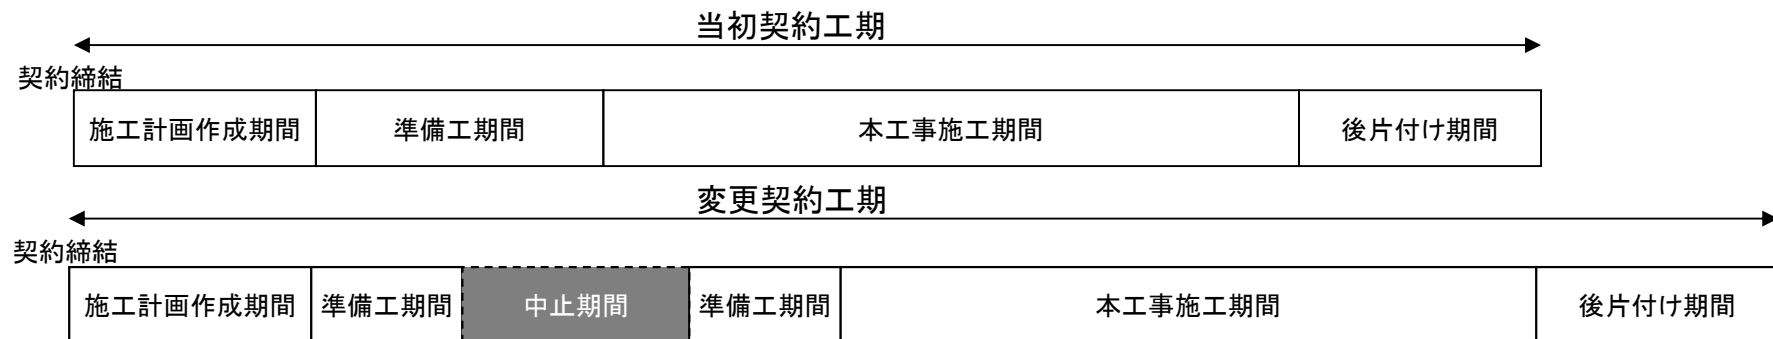 当初契約工期
契約締結
施工計画作成期間 準備工期間 本工事施工期間 後片付け期間
変更契約工期
契約締結
施工計画作成期間 準備工期間 中止期間 準備工期間 本工事施工期間 後片付け期間